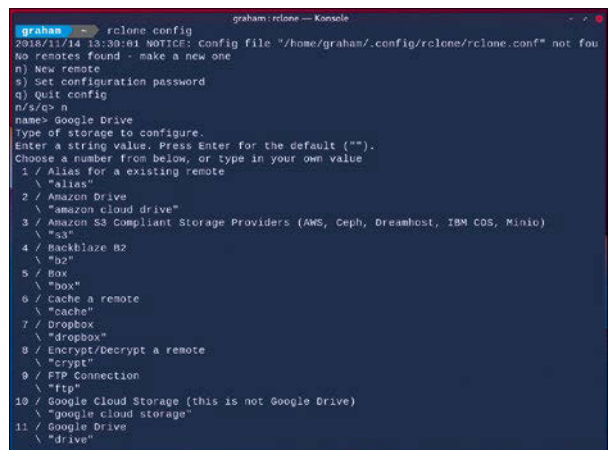 graham : rclone — Konsole
graham ~ rclone config
2018/11/14 13:30:01 NOTICE: Config file "/home/graham/.config/rclone/rclone.conf" not fou
No remotes found - make a new one
n) New remote
s) Set configuration password
q) Quit config
n/s/q> n
name> Google Drive
Type of storage to configure.
Enter a string value. Press Enter for the default ("").
Choose a number from below, or type in your own value
1 / Alias for a existing remote
\ "alias"
2 / Amazon Drive
\ "amazon cloud drive"
3 / Amazon S3 Compliant Storage Providers (AWS, Ceph, Dreamhost, IBM COS, Minio)
\ "s3"
4 / Backblaze B2
\ "b2"
5 / Box
\ "box"
6 / Cache a remote
\ "cache"
7 / Dropbox
\ "dropbox"
8 / Encrypt/Decrypt a remote
\ "crypt"
9 / FTP Connection
\ "ftp"
10 / Google Cloud Storage (this is not Google Drive)
\ "google cloud storage"
11 / Google Drive
\ "drive"